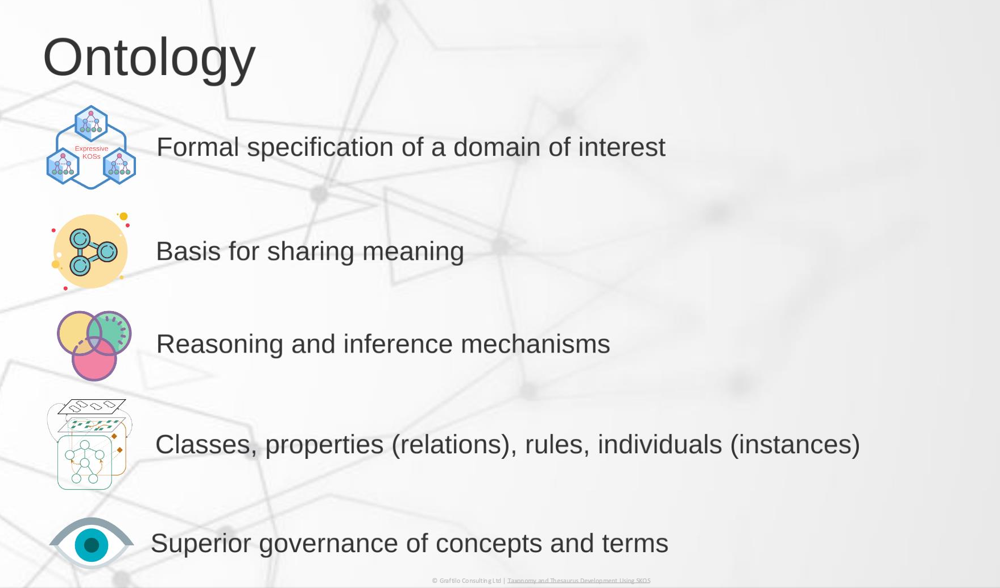 Ontology
Expressive
KOSs
Formal specification of a domain of interest
Basis for sharing meaning
Reasoning and inference mechanisms
Classes, properties (relations), rules, individuals (instances)
Superior governance of concepts and terms
© Graftilo Consulting Ltd | Taxonomy and Thesaurus Development Using SKOS